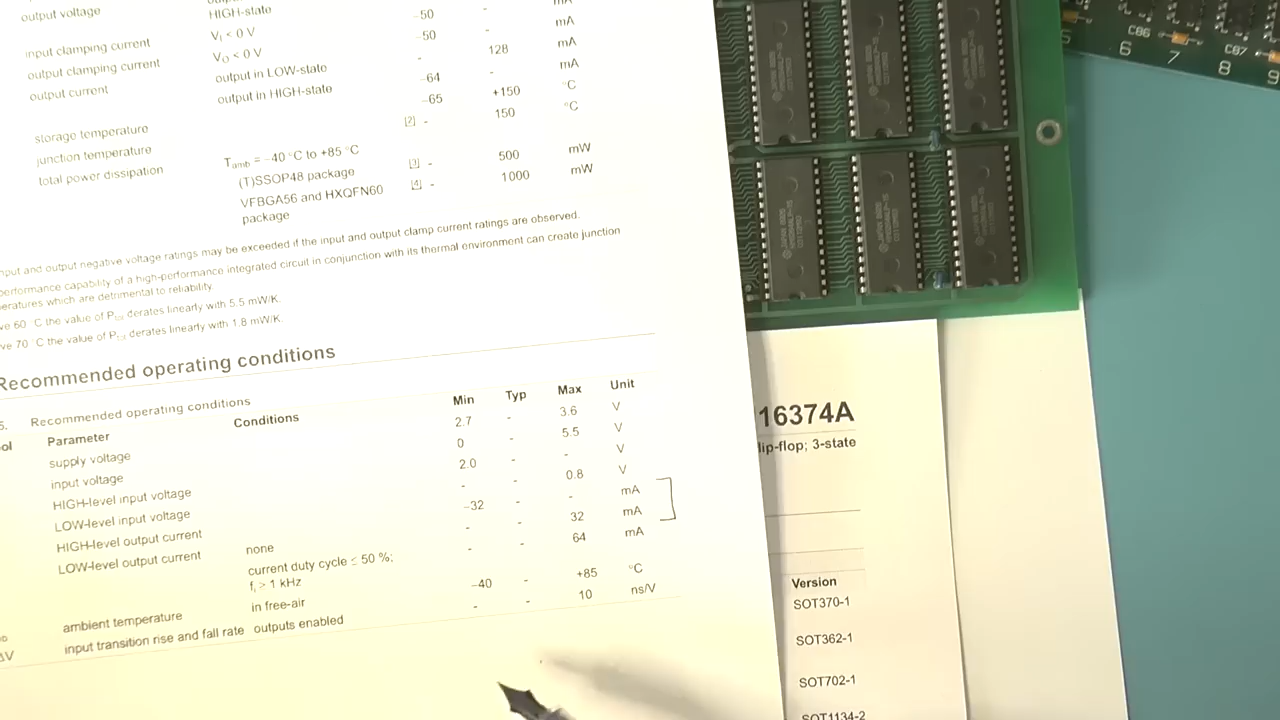 output voltage
HIGH-state
-50
-
mA
input clamping current
VI < 0 V
-50
-
mA
output clamping current
VO < 0 V
-
128
mA
output current
output in LOW-state
-64
-
mA
output in HIGH-state
-65
+150
°C
storage temperature
[2] -
150
°C
junction temperature
total power dissipation
Tamb = -40 °C to +85 °C
(T)SSOP48 package
[3] -
500
mW
VFBGA56 and HXQFN60
package
[4] -
1000
mW
nput and output negative voltage ratings may be exceeded if the input and output clamp current ratings are observed.
performance capability of a high-performance integrated circuit in conjunction with its thermal environment can create junction
eratures which are detrimental to reliability.
ve 60 °C the value of Ptot derates linearly with 5.5 mW/K.
ve 70 °C the value of Ptot derates linearly with 1.8 mW/K.
Recommended operating conditions
5. Recommended operating conditions
ol Parameter Conditions Min Typ Max Unit
supply voltage 2.7 - 3.6 V
input voltage 0 - 5.5 V
HIGH-level input voltage 2.0 - - V
LOW-level input voltage - - 0.8 V
HIGH-level output current -32 - - mA
LOW-level output current none - - 32 mA
current duty cycle ≤ 50 %; - - 64 mA
fi > 1 kHz
ambient temperature in free-air -40 - +85 °C
ΔV input transition rise and fall rate outputs enabled - - 10 ns/V
16374A
lip-flop; 3-state
Version
SOT370-1
SOT362-1
SOT702-1
SOT1134-2
C86
C87
6
7
8
9